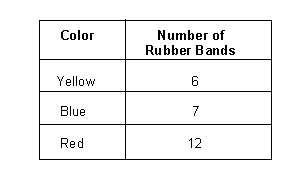 Color Number of
Rubber Bands
Yellow 6
Blue 7
Red 12